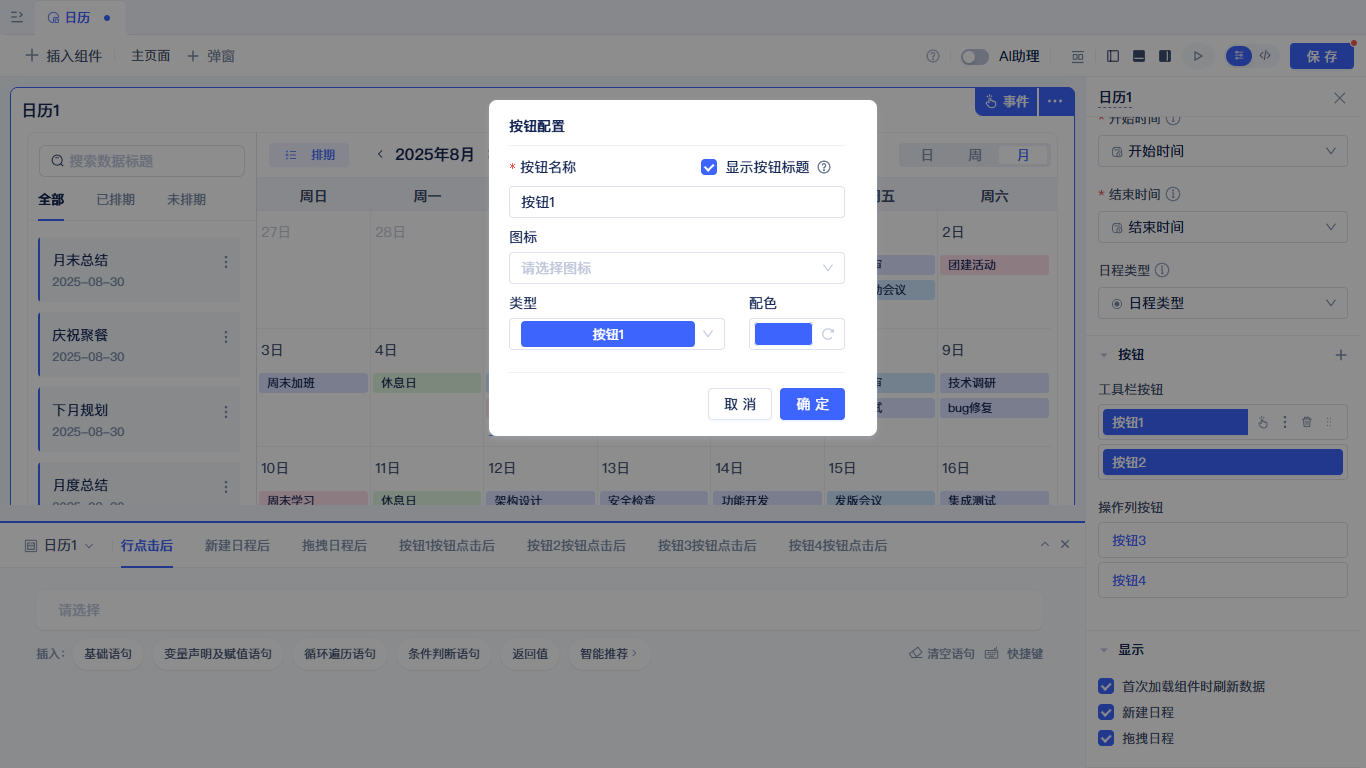 日历
插入组件
主页面
弹窗
AI助理
保 存
日历1
事件
搜索数据标题
全部
已排期
未排期
月末总结
2025-08-30
庆祝聚餐
2025-08-30
下月规划
2025-08-30
月度总结
2025-08-30
排期
2025年8月
日
周
月
周日
周一
周六
27日
28日
2日
动会议
团建活动
3日
4日
9日
周末加班
休息日
技术调研
bug修复
10日
11日
12日
13日
14日
15日
16日
周末学习
休息日
架构设计
安全检查
功能开发
发版会议
集成测试
按钮配置
* 按钮名称
显示按钮标题
按钮1
图标
请选择图标
类型
配色
按钮1
取 消
确 定
日历1
行点击后
新建日程后
拖拽日程后
按钮1按钮点击后
按钮2按钮点击后
按钮3按钮点击后
按钮4按钮点击后
请选择
插入:
基础语句
变量声明及赋值语句
循环遍历语句
条件判断语句
返回值
智能推荐
清空语句
快捷键
日历1
* 开始时间
开始时间
* 结束时间
结束时间
日程类型
日程类型
按钮
工具栏按钮
按钮1
按钮2
操作列按钮
按钮3
按钮4
显示
首次加载组件时刷新数据
新建日程
拖拽日程